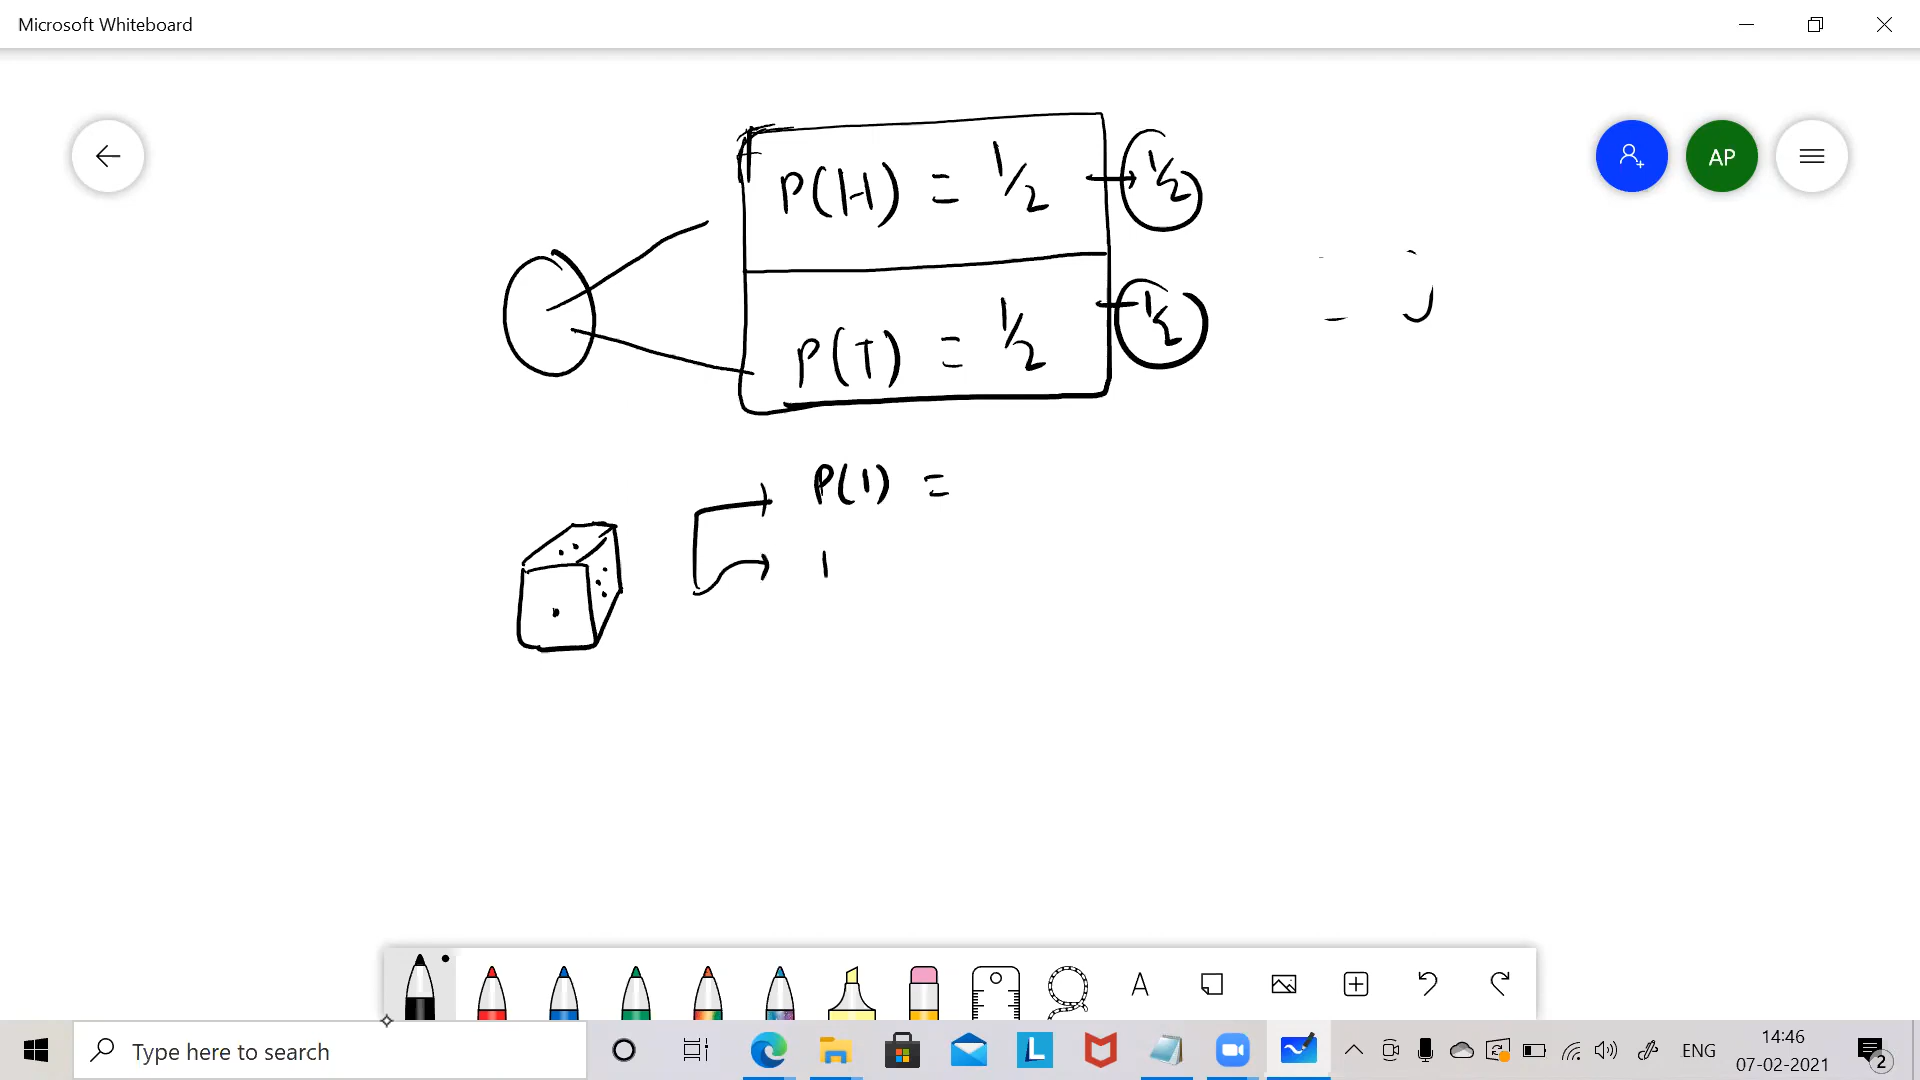 Microsoft Whiteboard
AP
P(H) = 1/2 → 1/2
P(T) = 1/2 → 1/2
P(1) =
Type here to search
L
ENG
14:46
07-02-2021
2